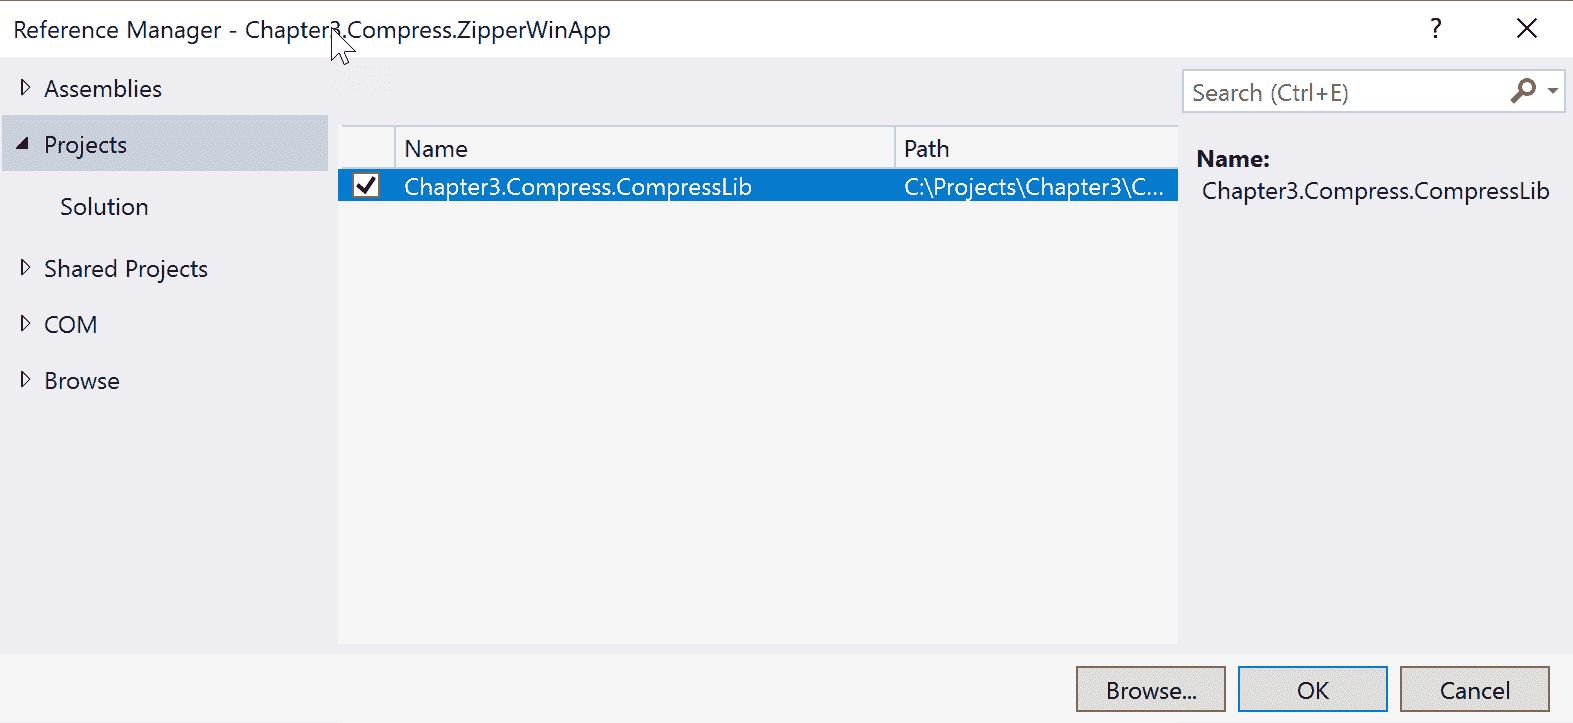 Reference Manager - Chapter3.Compress.ZipperWinApp
?
Assemblies
Projects
Solution
Shared Projects
COM
Browse
Name Path
Chapter3.Compress.CompressLib C:\Projects\Chapter3\C...
Search (Ctrl+E)
Name:
Chapter3.Compress.CompressLib
Browse... OK Cancel